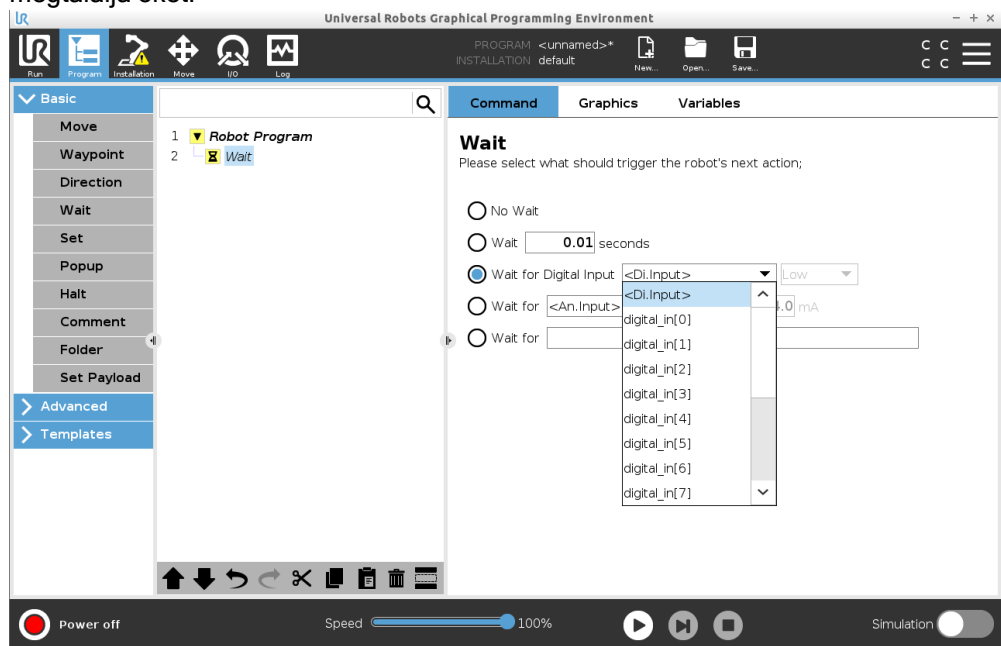 Universal Robots Graphical Programming Environment
PROGRAM <unnamed>*
INSTALLATION default
Run
Program
Installation
Move
I/O
Log
New...
Open...
Save...
C C
C C
Basic
Move
Waypoint
Direction
Wait
Set
Popup
Halt
Comment
Folder
Set Payload
Advanced
Templates
1 Robot Program
2 Wait
Command Graphics Variables
Wait
Please select what should trigger the robot's next action;
No Wait
Wait 0.01 seconds
Wait for Digital Input <Di.Input> Low
Wait for <An.Input> .0 mA
Wait for
<Di.Input>
digital_in[0]
digital_in[1]
digital_in[2]
digital_in[3]
digital_in[4]
digital_in[5]
digital_in[6]
digital_in[7]
Power off
Speed 100%
Simulation